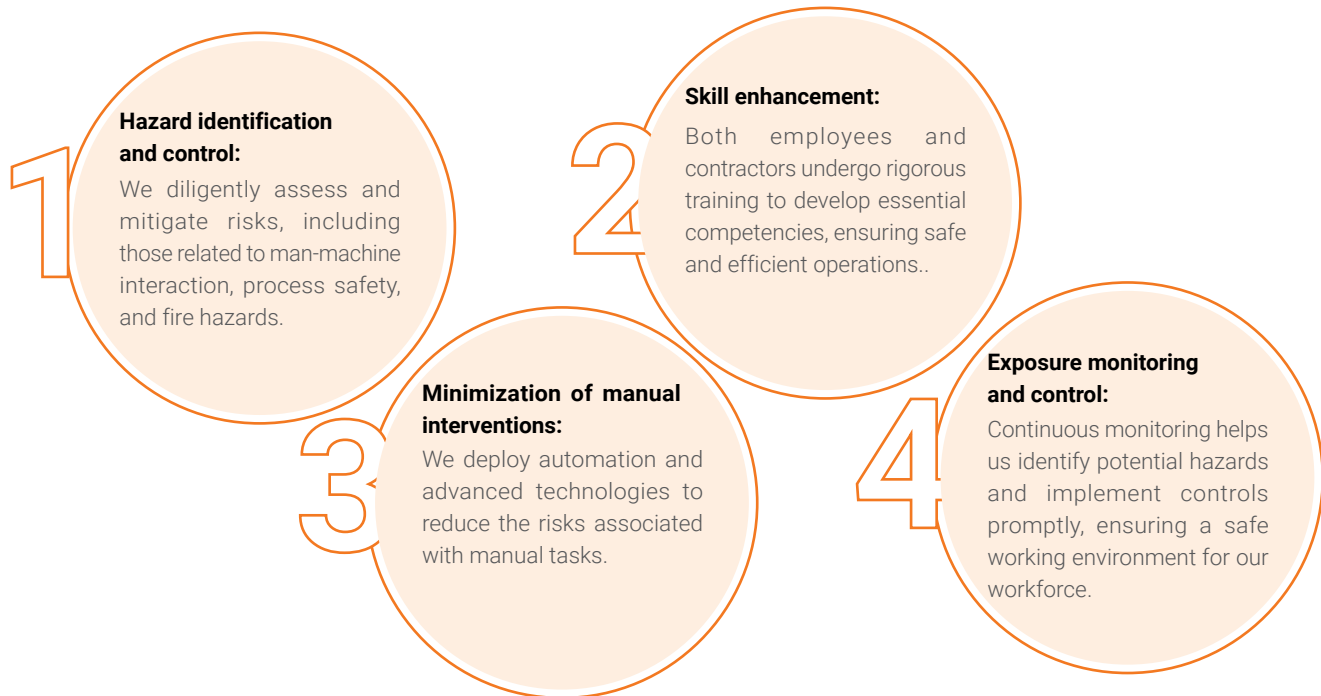 1
Hazard identification
and control:
We diligently assess and
mitigate risks, including
those related to man-machine
interaction, process safety,
and fire hazards.
2
Skill enhancement:
Both employees and
contractors undergo rigorous
training to develop essential
competencies, ensuring safe
and efficient operations..
3
Minimization of manual
interventions:
We deploy automation and
advanced technologies to
reduce the risks associated
with manual tasks.
4
Exposure monitoring
and control:
Continuous monitoring helps
us identify potential hazards
and implement controls
promptly, ensuring a safe
working environment for our
workforce.